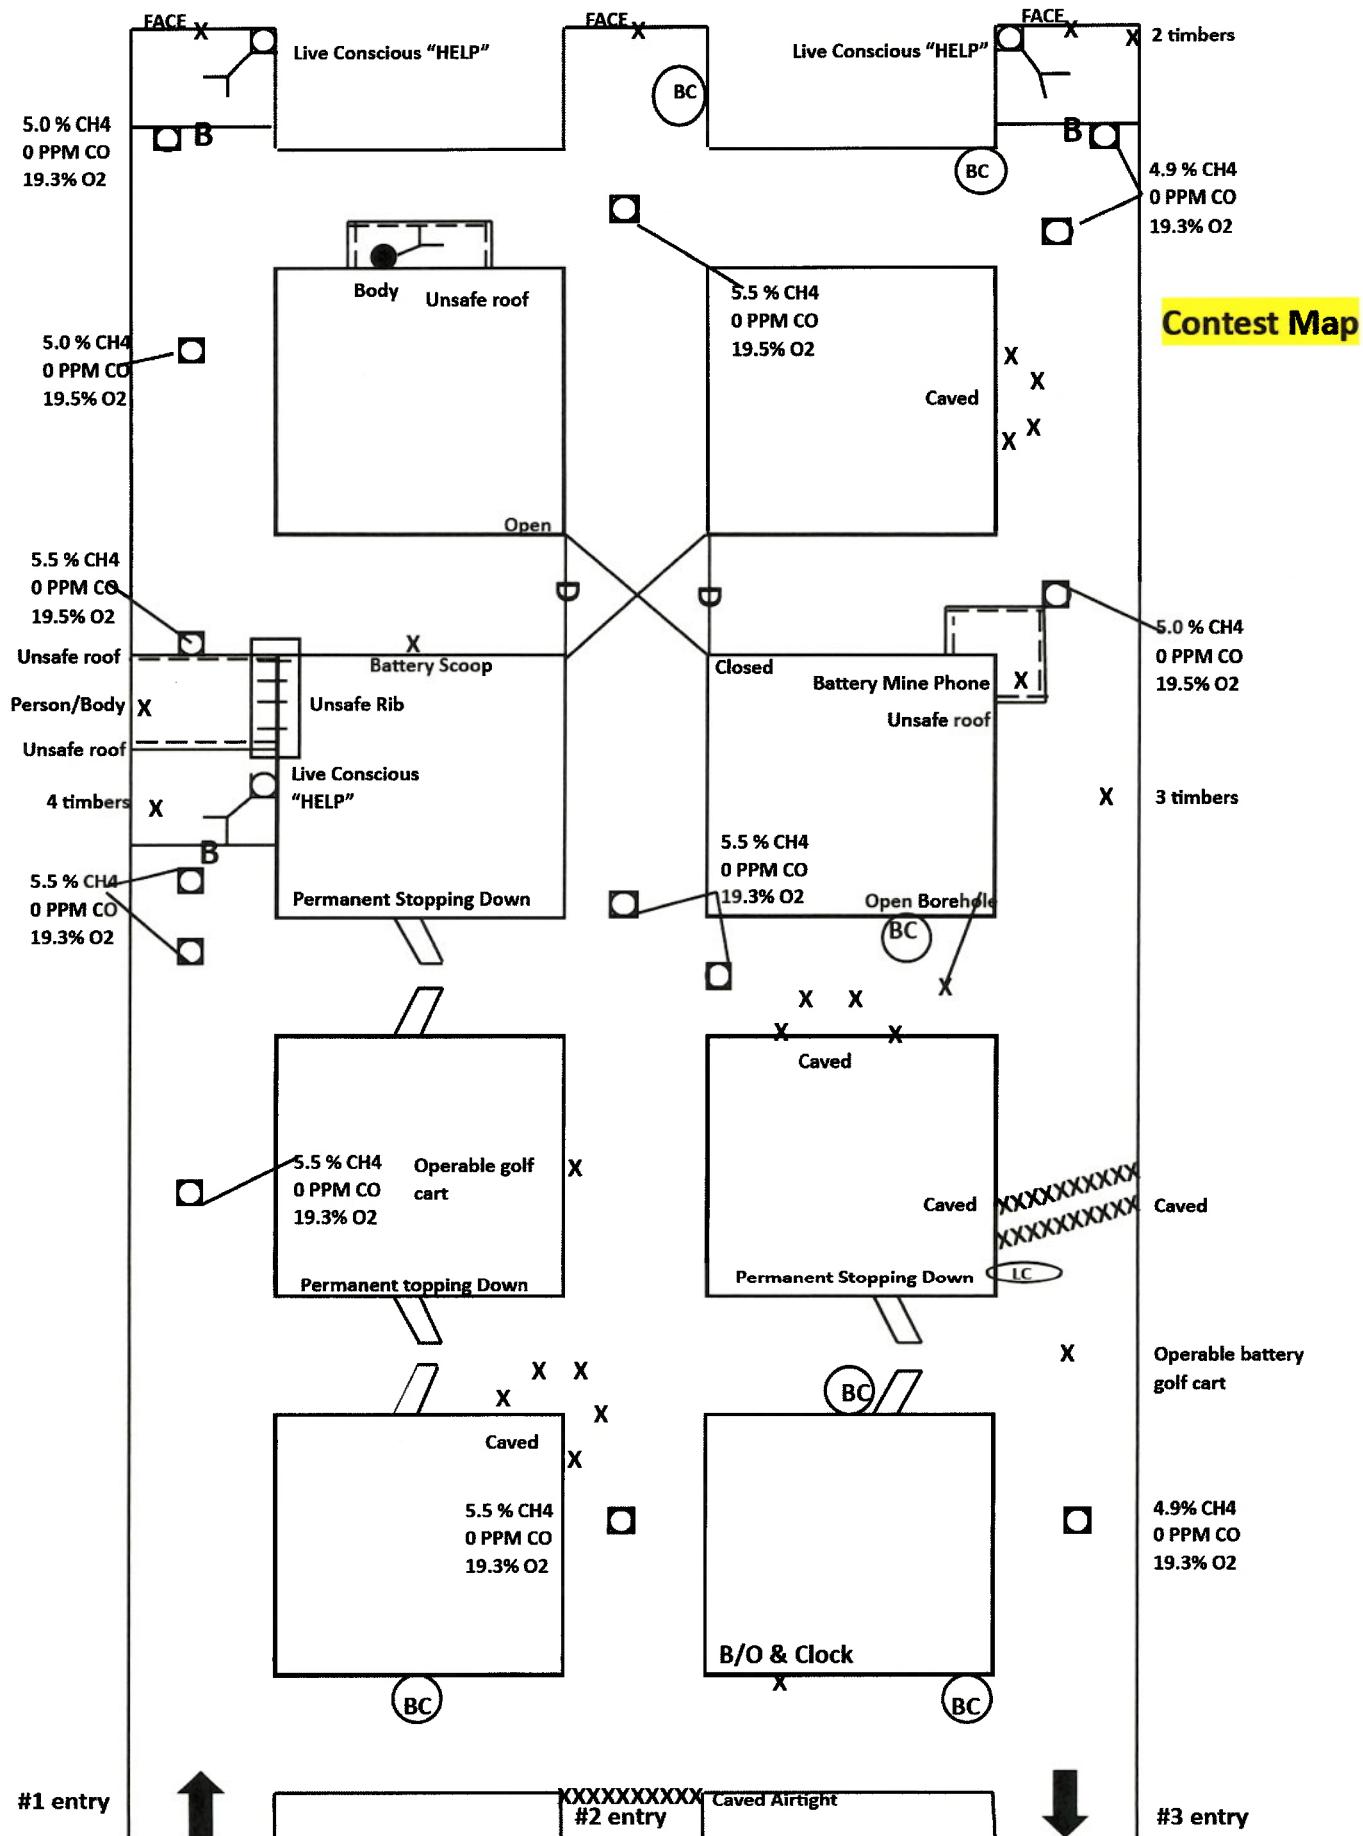 FACE X
FACE X
FACE X
X 2 timbers
Live Conscious “HELP”
Live Conscious “HELP”
BC
5.0 % CH4
0 PPM CO
19.3% O2
B
B
BC
4.9 % CH4
0 PPM CO
19.3% O2
Body
Unsafe roof
5.5 % CH4
0 PPM CO
19.5% O2
Contest Map
5.0 % CH4
0 PPM CO
19.5% O2
X
X
Caved
X
X
Open
5.5 % CH4
0 PPM CO
19.5% O2
D
D
5.0 % CH4
0 PPM CO
19.5% O2
X
Battery Scoop
Closed
Unsafe roof
Battery Mine Phone X
Unsafe roof
Person/Body X
Unsafe Rib
Unsafe roof
Live Conscious
“HELP”
4 timbers X
X 3 timbers
B
5.5 % CH4
0 PPM CO
19.3% O2
5.5 % CH4
0 PPM CO
19.3% O2
Permanent Stopping Down
Open Borehole
BC
X
X X
X X
Caved
5.5 % CH4
0 PPM CO
19.3% O2
Operable golf
cart
X
Caved
XXXXXXXXXX
XXXXXXXXXX
Caved
Permanent topping Down
Permanent Stopping Down
LC
X X
X
X
X
Caved
BC
X
Operable battery
golf cart
5.5 % CH4
0 PPM CO
19.3% O2
4.9% CH4
0 PPM CO
19.3% O2
B/O & Clock
X
BC
BC
#1 entry
XXXXXXXXXX
Caved Airtight
#2 entry
#3 entry